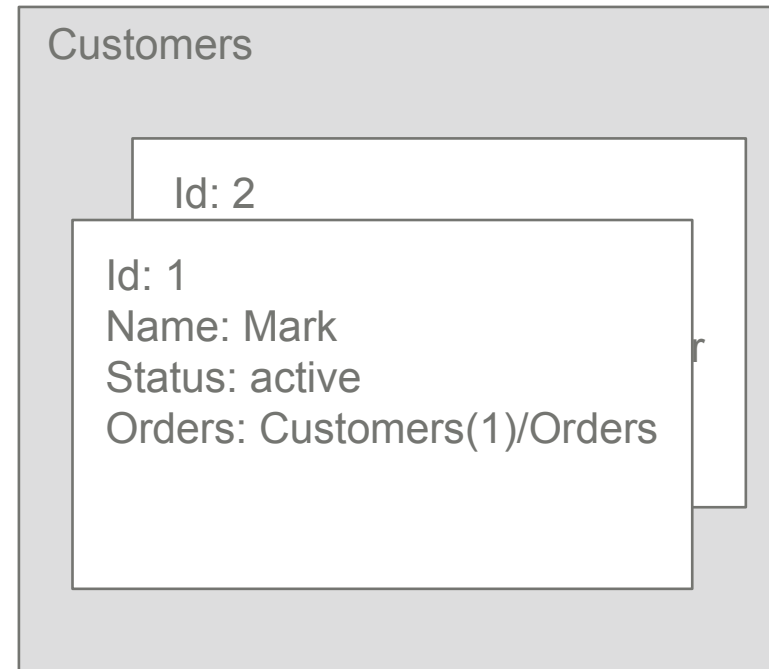 Customers
Id: 2
Id: 1
Name: Mark
Status: active
Orders: Customers(1)/Orders